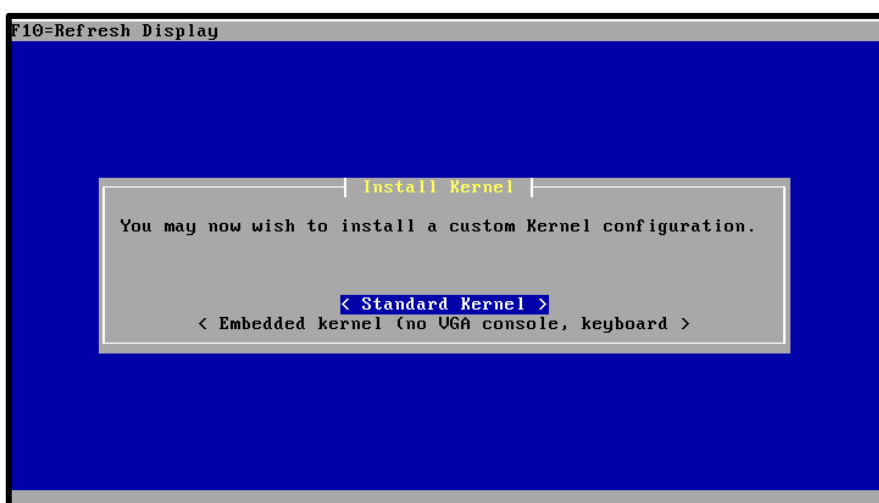 F10=Refresh Display
Install Kernel
You may now wish to install a custom Kernel configuration.
< Standard Kernel >
< Embedded kernel (no VGA console, keyboard >